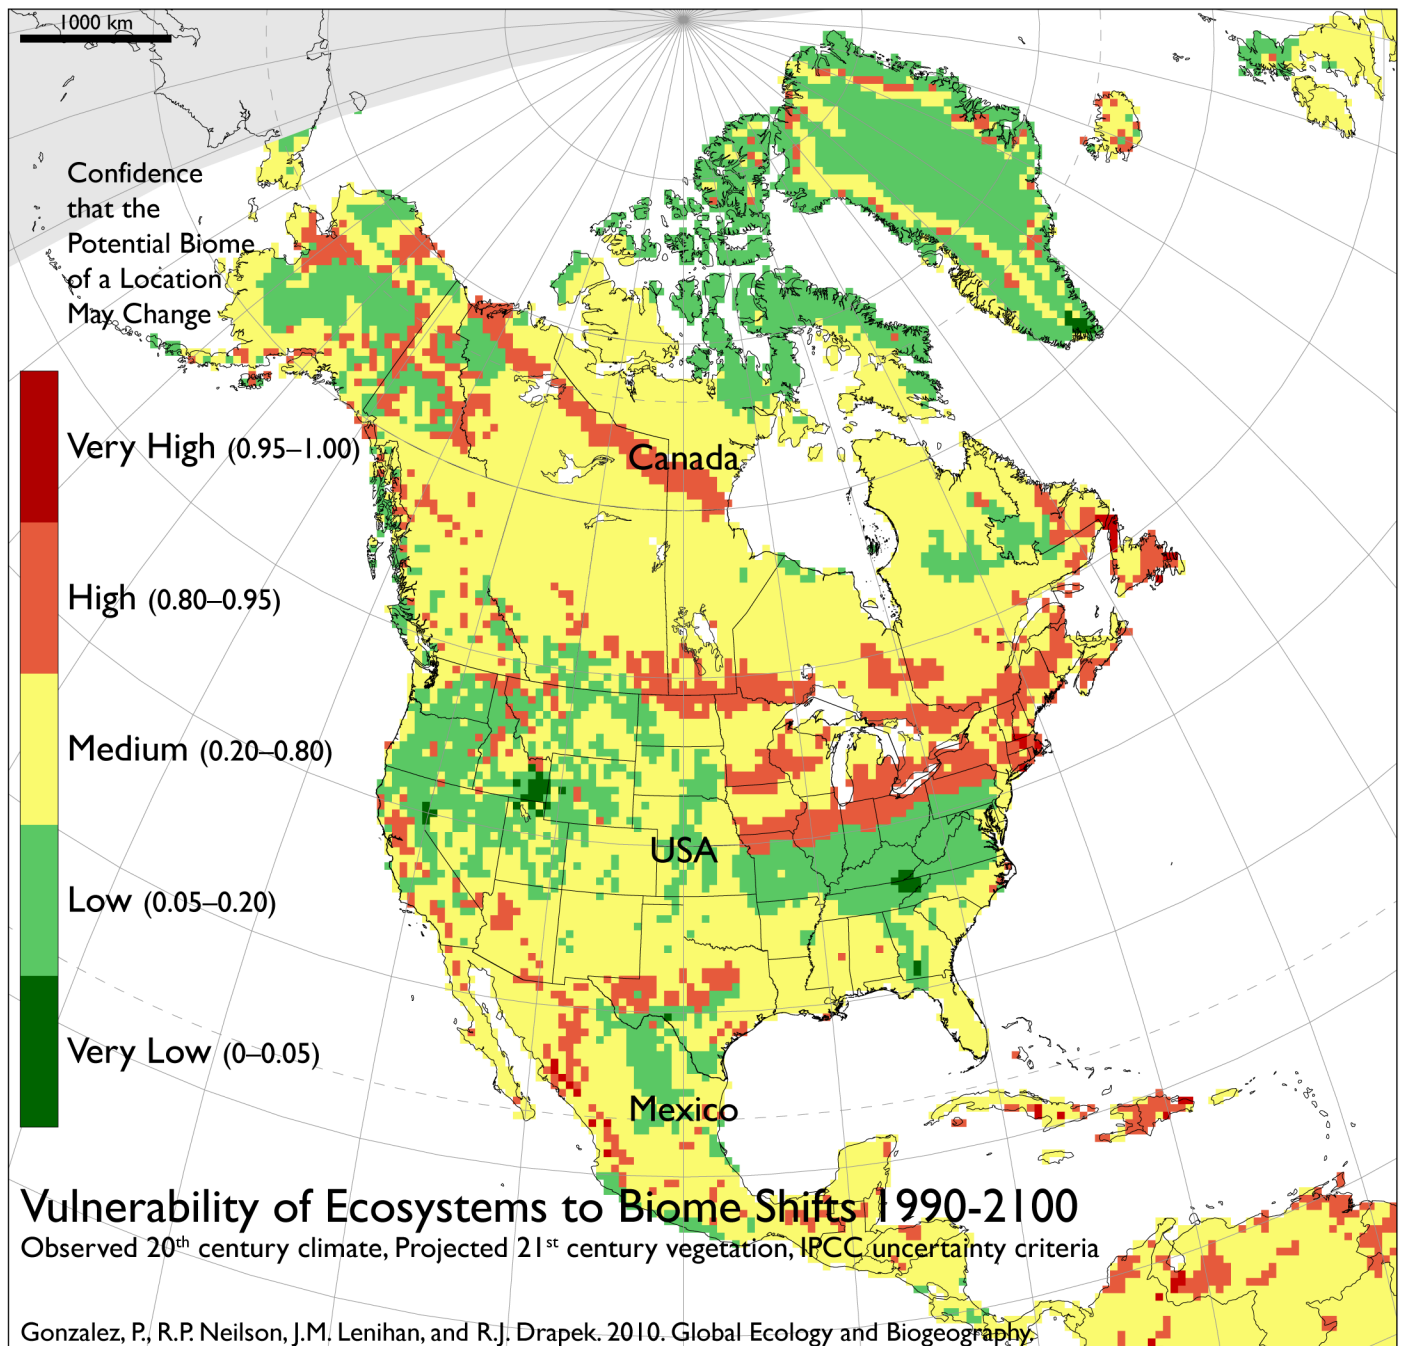 1000 km
Confidence
that the
Potential Biome
of a Location
May Change
Very High (0.95–1.00)
High (0.80–0.95)
Medium (0.20–0.80)
Low (0.05–0.20)
Very Low (0–0.05)
Canada
USA
Mexico
Vulnerability of Ecosystems to Biome Shifts 1990-2100
Observed 20th century climate, Projected 21st century vegetation, IPCC uncertainty criteria
Gonzalez, P., R.P. Neilson, J.M. Lenihan, and R.J. Drapek. 2010. Global Ecology and Biogeography.